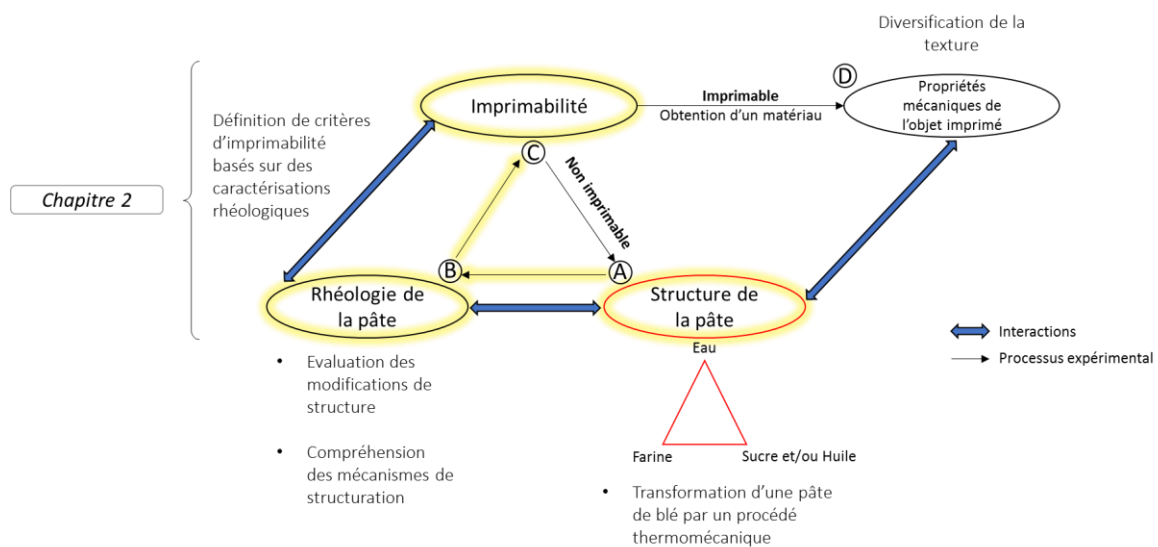 Diversification de la
texture
D
Imprimabilité
Imprimable
Obtention d'un matériau
Propriétés
mécaniques de
l'objet imprimé
Définition de critères
d'imprimabilité
basés sur des
caractérisations
rhéologiques
Chapitre 2
C
Non imprimable
B
A
Rhéologie de
la pâte
Structure de
la pâte
Interactions
Processus expérimental
• Evaluation des
modifications de
structure
• Compréhension
des mécanismes de
structuration
Eau
Farine
Sucre et/ou Huile
• Transformation d'une pâte
de blé par un procédé
thermomécanique